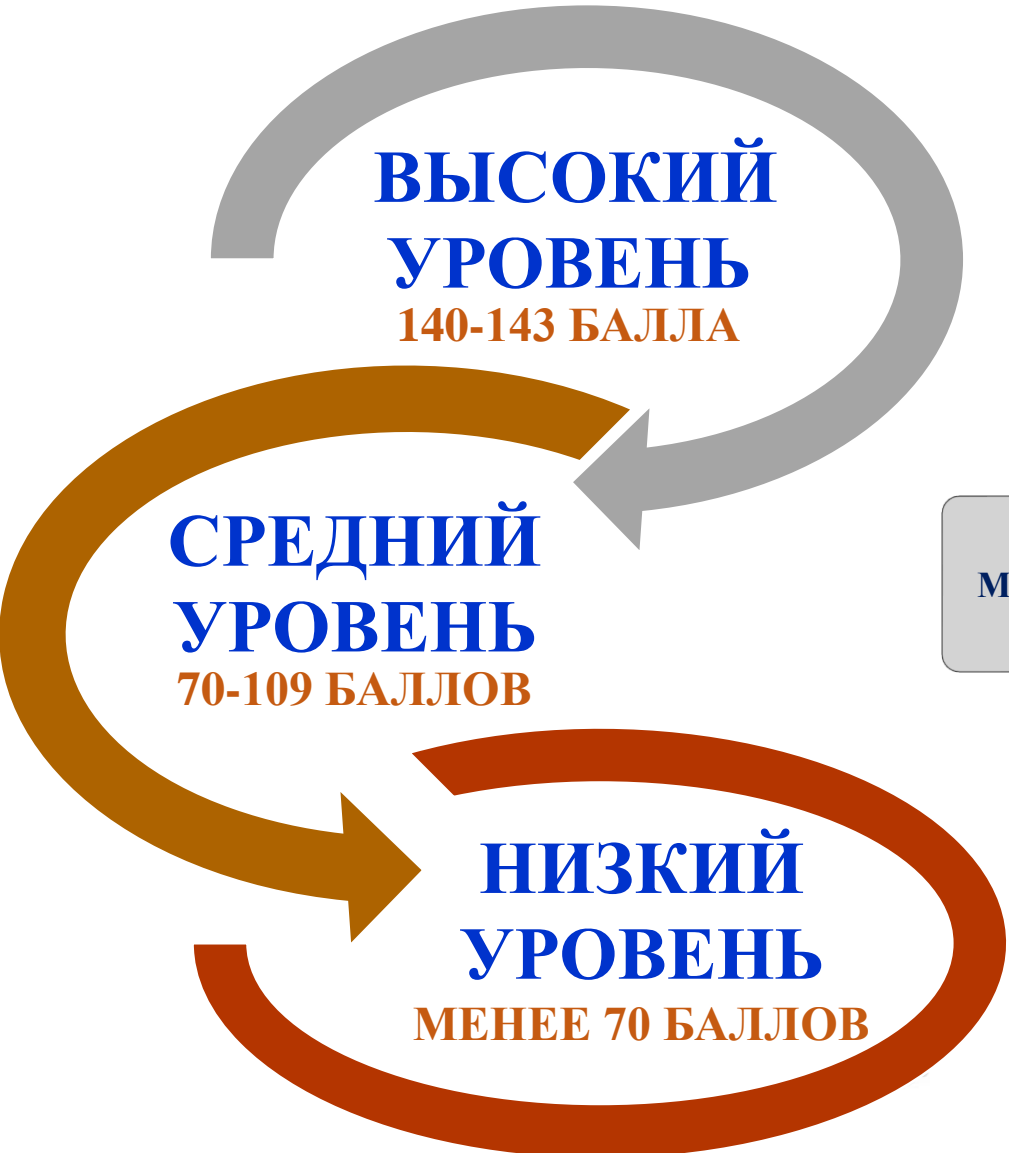 ВЫСОКИЙ
УРОВЕНЬ
140-143 БАЛЛА
СРЕДНИЙ
УРОВЕНЬ
70-109 БАЛЛОВ
НИЗКИЙ
УРОВЕНЬ
МЕНЕЕ 70 БАЛЛОВ